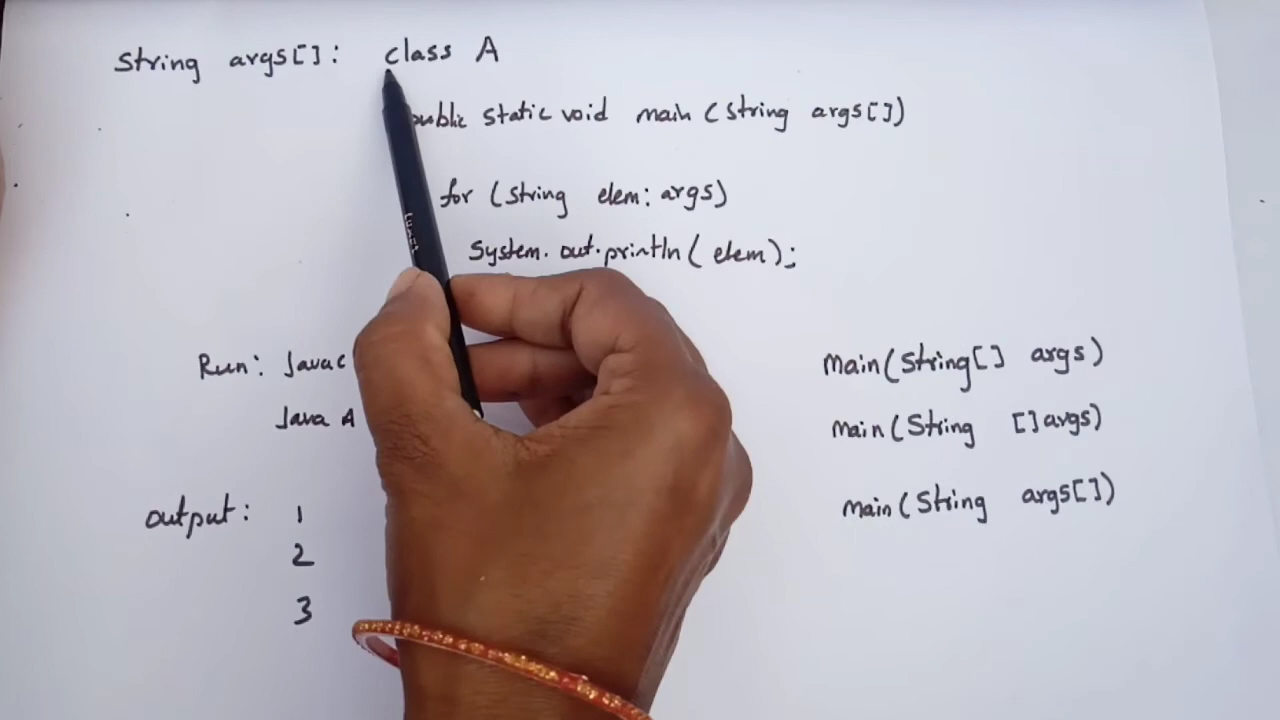 String args[]: class A
public static void main (String args[])
for (String elem: args)
System.out.println( elem);
Run: Javac
Java A
output: 1
2
3
main(String[] args)
main(String []args)
main(String args[])